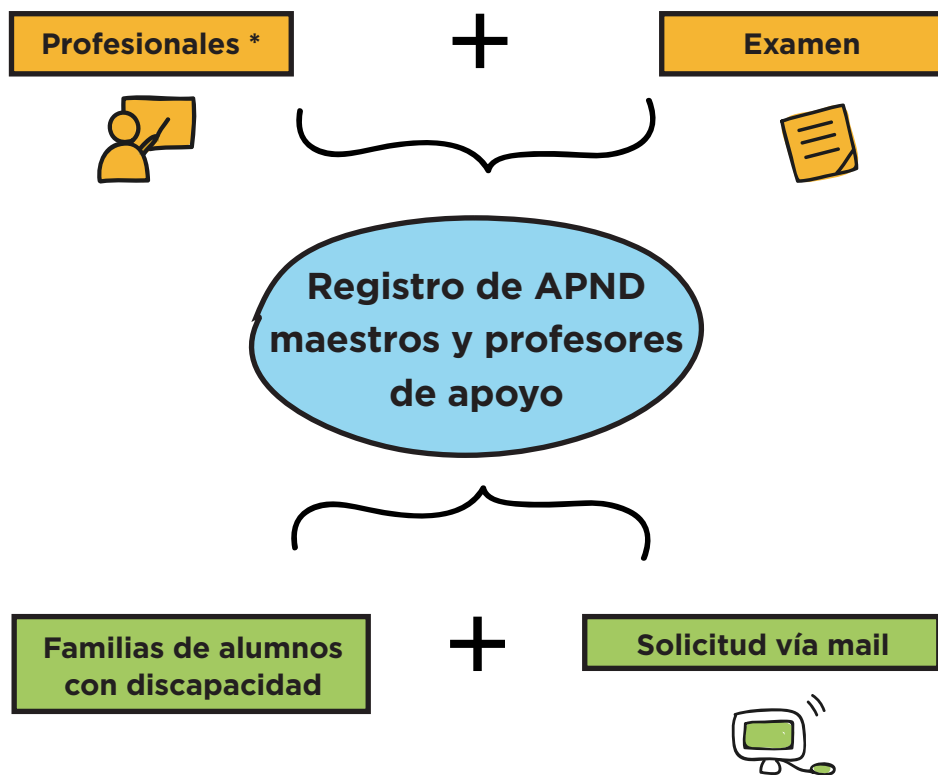 Profesionales *
+
Examen
Registro de APND
maestros y profesores
de apoyo
Familias de alumnos
con discapacidad
+
Solicitud vía mail